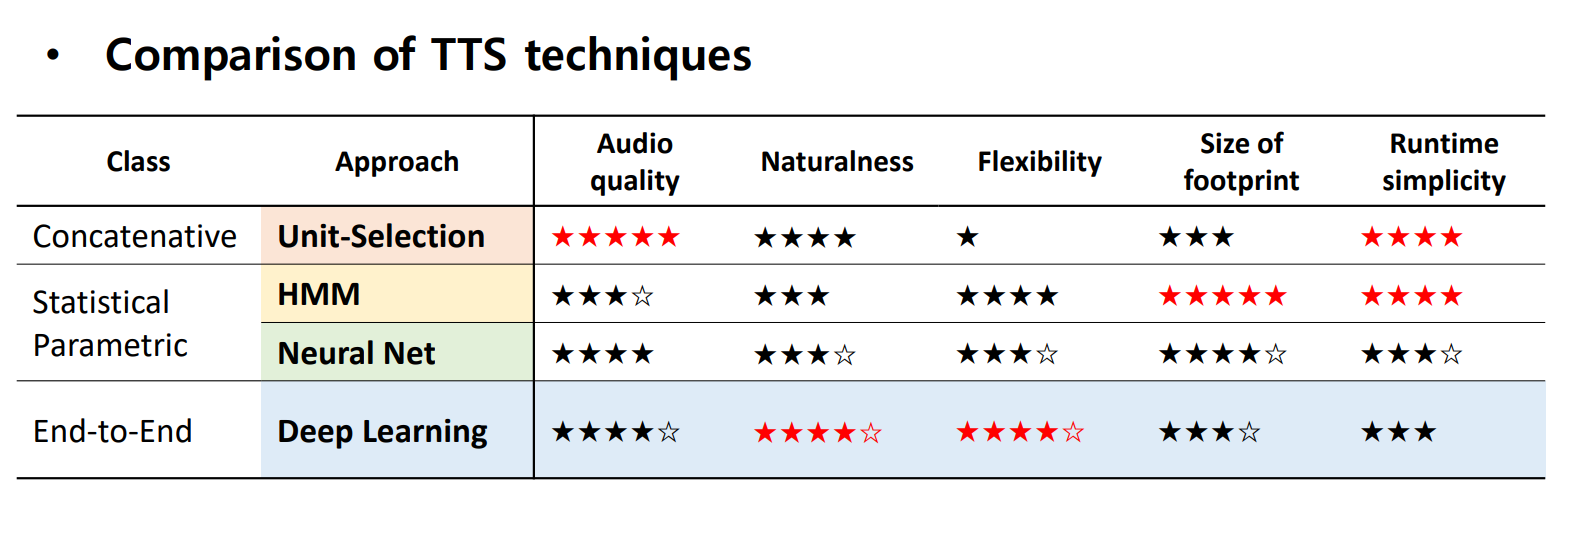 • Comparison of TTS techniques
Class Approach Audio quality Naturalness Flexibility Size of footprint Runtime simplicity
Concatenative Unit-Selection ★★★★★ ★★★★ ★ ★★★ ★★★★
Statistical Parametric HMM ★★★☆ ★★★ ★★★★ ★★★★★ ★★★★
Neural Net ★★★★ ★★★☆ ★★★☆ ★★★★☆ ★★★☆
End-to-End Deep Learning ★★★★☆ ★★★★☆ ★★★★☆ ★★★☆ ★★★